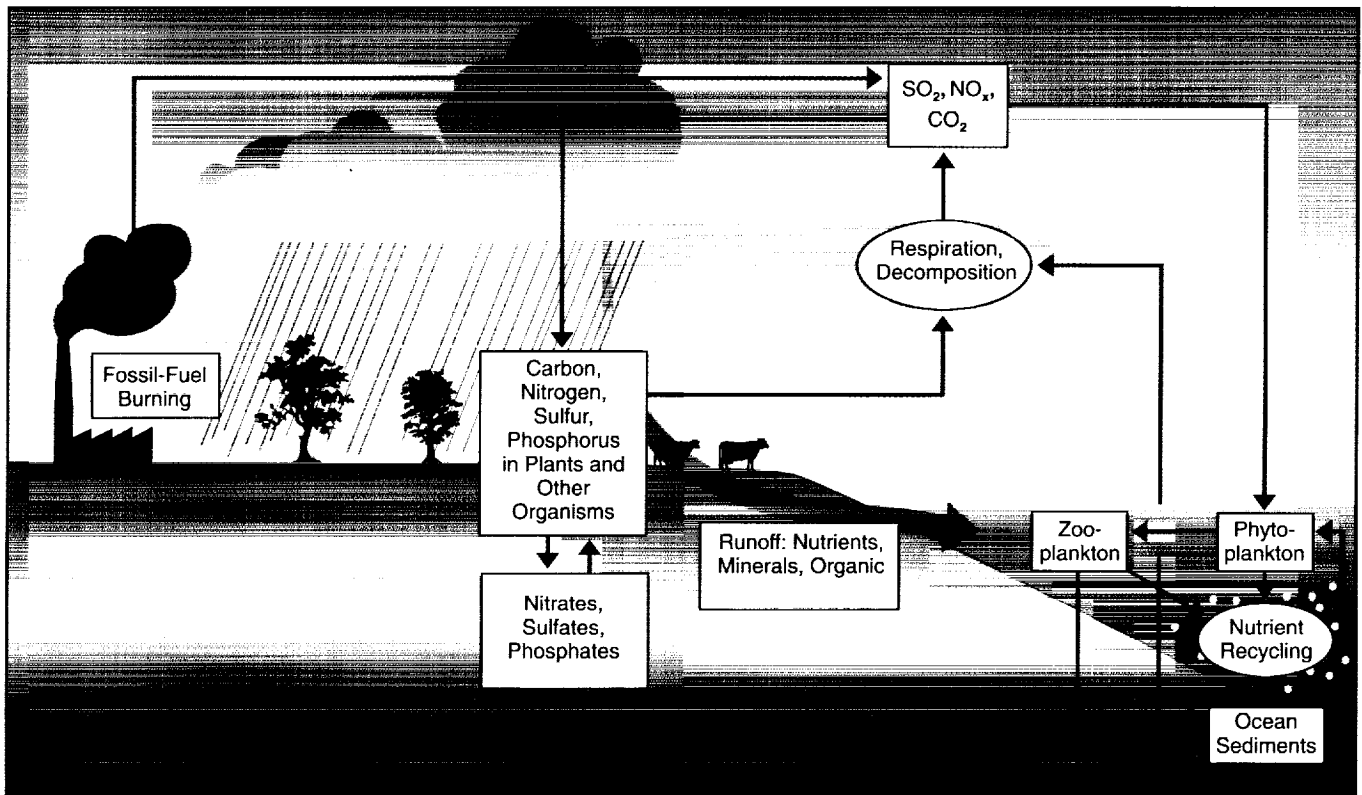 SO₂, NOₓ,
CO₂
Respiration,
Decomposition
Fossil-Fuel
Burning
Carbon,
Nitrogen,
Sulfur,
Phosphorus
in Plants and
Other
Organisms
Runoff: Nutrients,
Minerals, Organic
Zoo-
plankton
Phyto-
plankton
Nitrates,
Sulfates,
Phosphates
Nutrient
Recycling
Ocean
Sediments